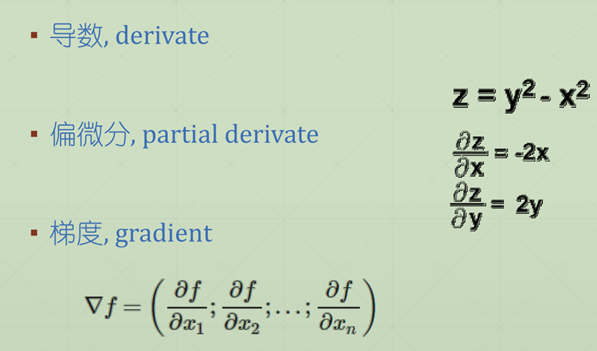 ▪ 导数, derivate
▪ 偏微分, partial derivate
▪ 梯度, gradient
∇f = (∂f/∂x₁; ∂f/∂x₂; …; ∂f/∂xₙ)
z = y² - x²
∂z/∂x = -2x
∂z/∂y = 2y